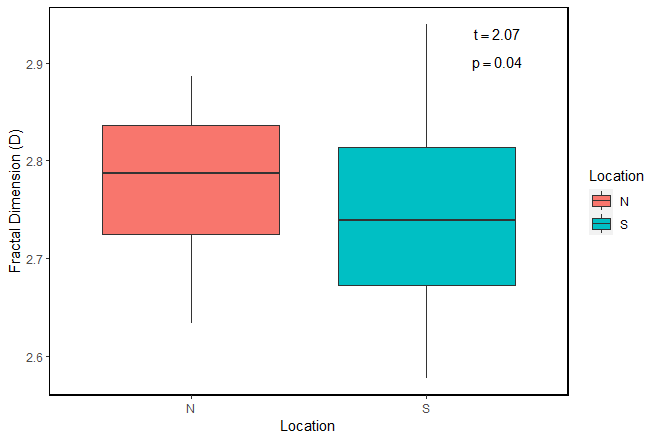 t = 2.07
p = 0.04
2.9
2.8
2.7
2.6
Fractal Dimension (D)
N
S
Location
Location
N
S